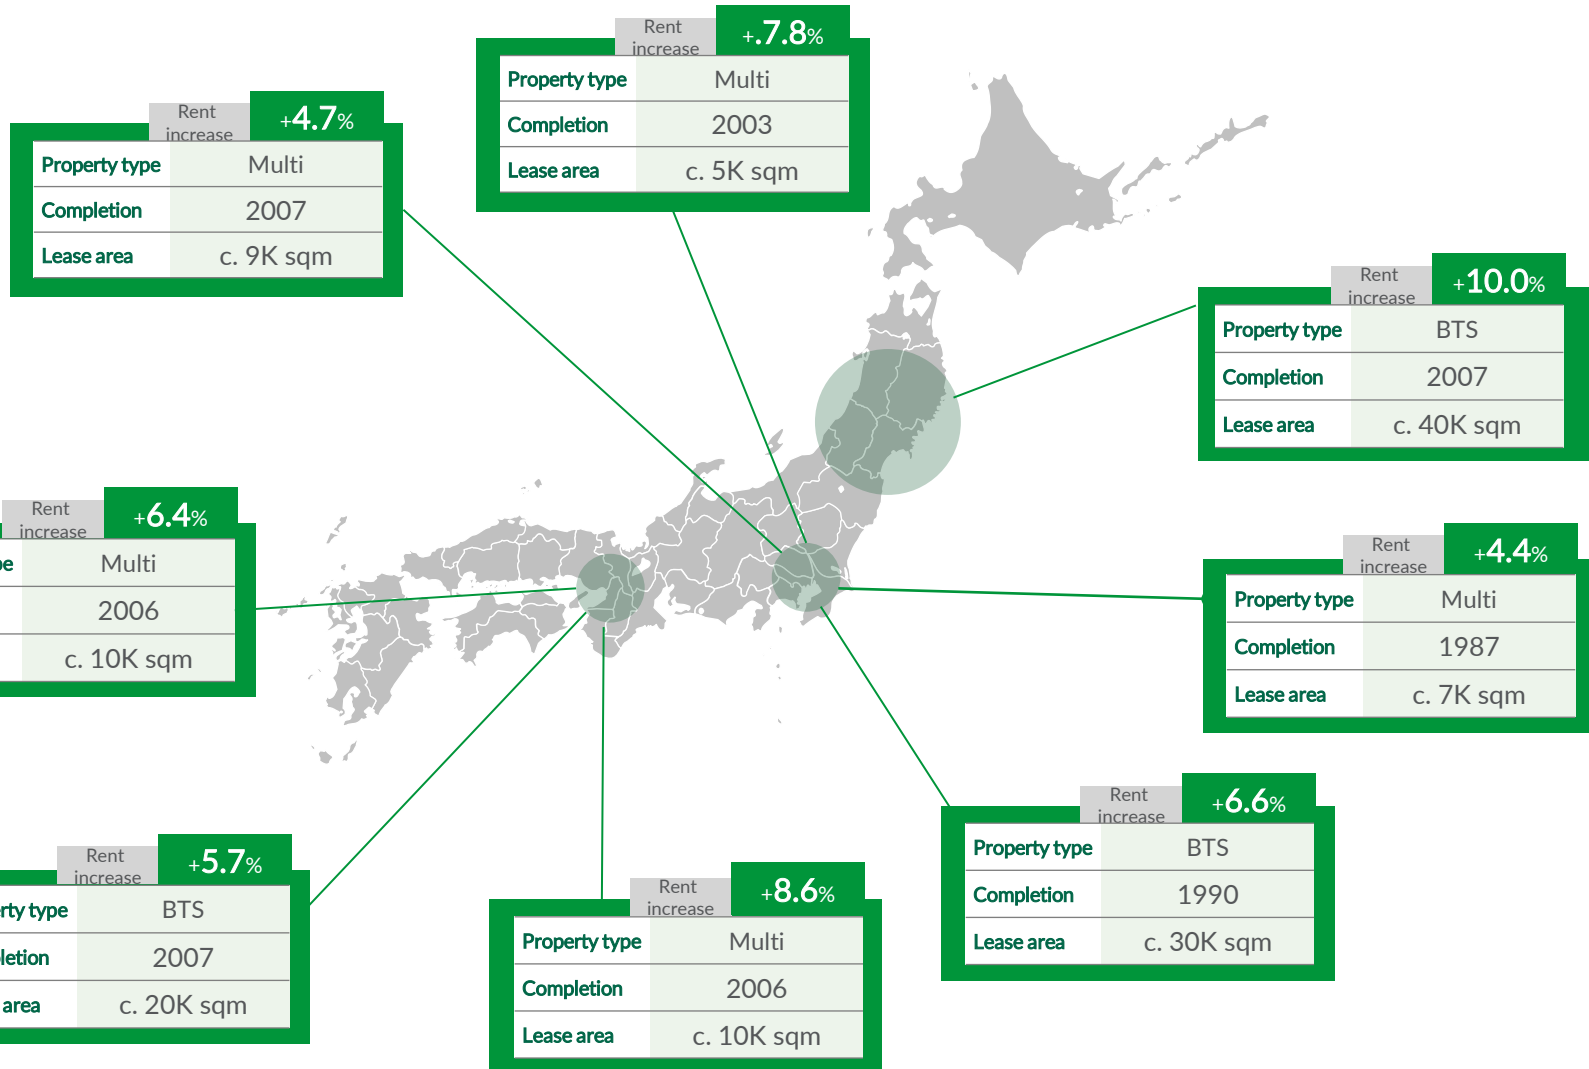 Rent
increase
+.7.8%
Property type Multi
Completion 2003
Lease area c. 5K sqm
Rent
increase
+4.7%
Property type Multi
Completion 2007
Lease area c. 9K sqm
Rent
increase
+10.0%
Property type BTS
Completion 2007
Lease area c. 40K sqm
Rent
increase
+6.4%
pe Multi
2006
c. 10K sqm
Rent
increase
+4.4%
Property type Multi
Completion 1987
Lease area c. 7K sqm
Rent
increase
+6.6%
Property type BTS
Completion 1990
Lease area c. 30K sqm
Rent
increase
+5.7%
rty type BTS
letion 2007
area c. 20K sqm
Rent
increase
+8.6%
Property type Multi
Completion 2006
Lease area c. 10K sqm